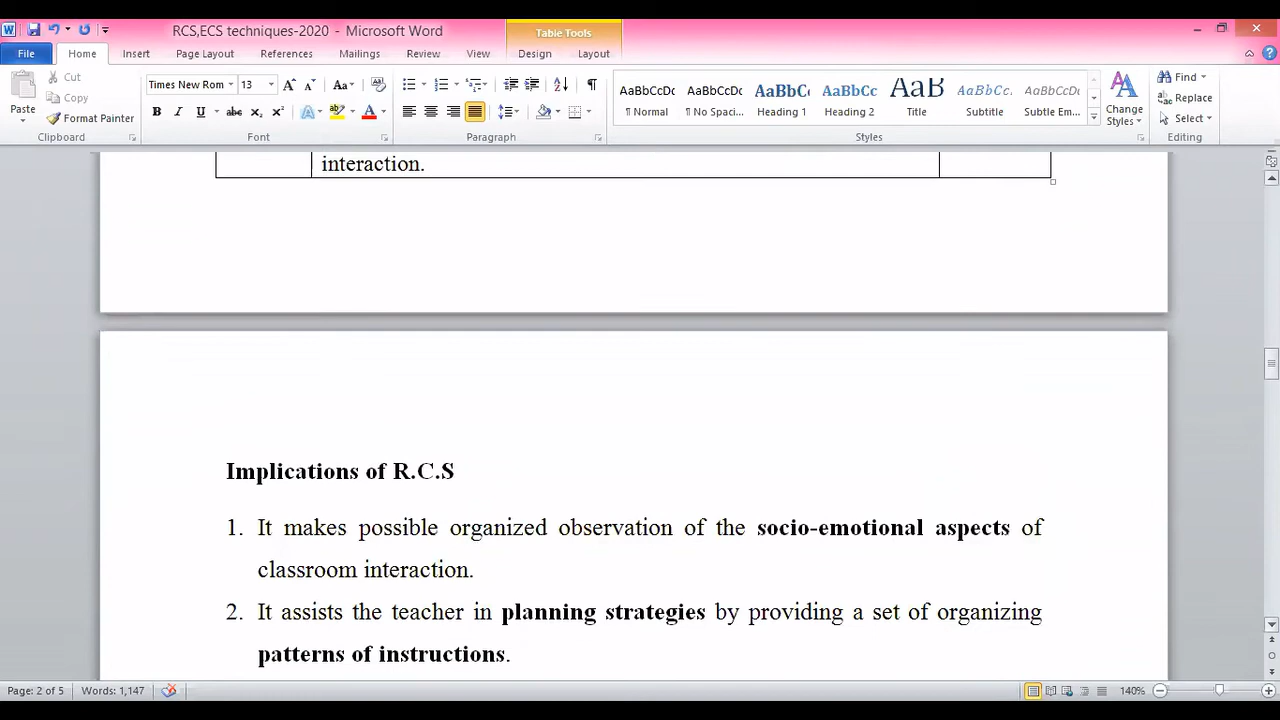 RCS,ECS techniques-2020 - Microsoft Word
Table Tools
File Home Insert Page Layout References Mailings Review View Design Layout
Paste
Cut
Copy
Format Painter
Clipboard
Times New Rom 13
Font
Paragraph
AaBbCcDc AaBbCcDc AaBbC( AaBbCc AaB AaBbCc. AaBbCcDc
¶ Normal ¶ No Spaci... Heading 1 Heading 2 Title Subtitle Subtle Em...
Styles
Change Styles
Find
Replace
Select
Editing
interaction.
Implications of R.C.S
1. It makes possible organized observation of the socio-emotional aspects of
classroom interaction.
2. It assists the teacher in planning strategies by providing a set of organizing
patterns of instructions.
Page: 2 of 5 Words: 1,147 140%